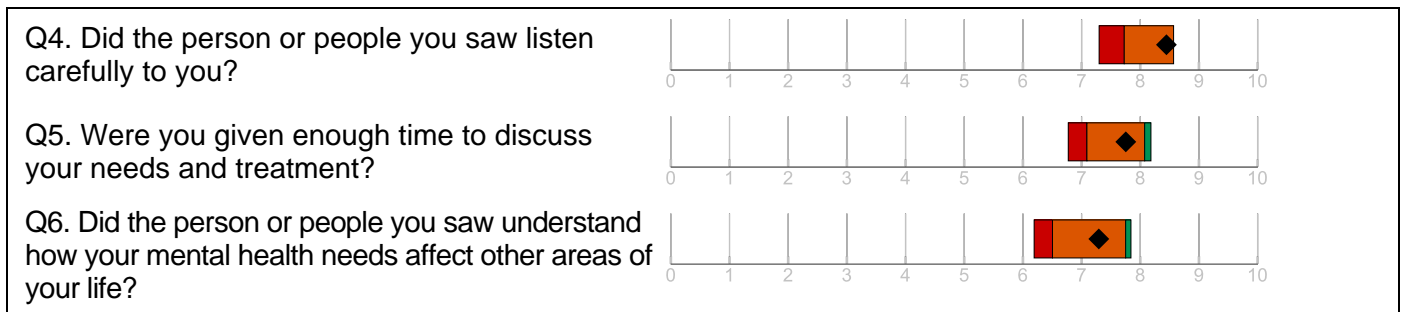 Q4. Did the person or people you saw listen
carefully to you?
0 1 2 3 4 5 6 7 8 9 10
Q5. Were you given enough time to discuss
your needs and treatment?
0 1 2 3 4 5 6 7 8 9 10
Q6. Did the person or people you saw understand
how your mental health needs affect other areas of
your life?
0 1 2 3 4 5 6 7 8 9 10